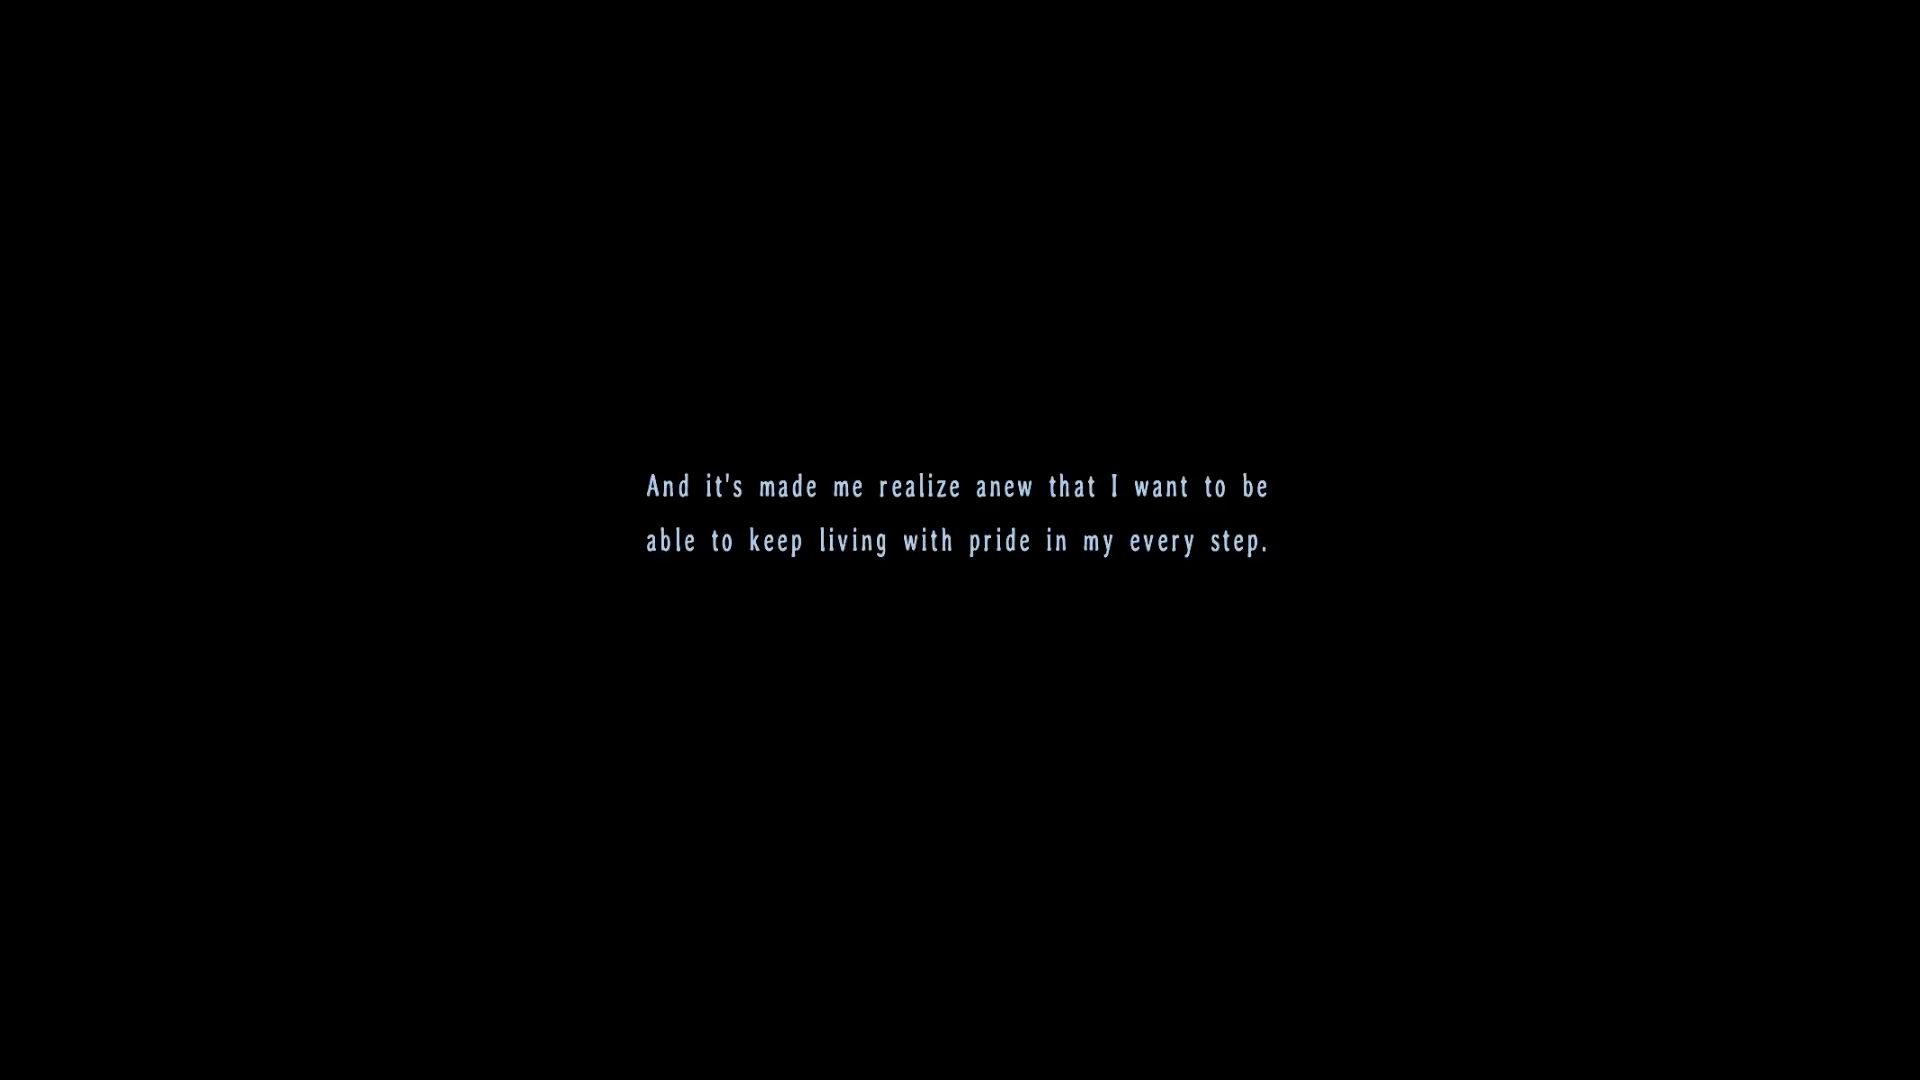 And it's made me realize anew that I want to be
able to keep living with pride in my every step.